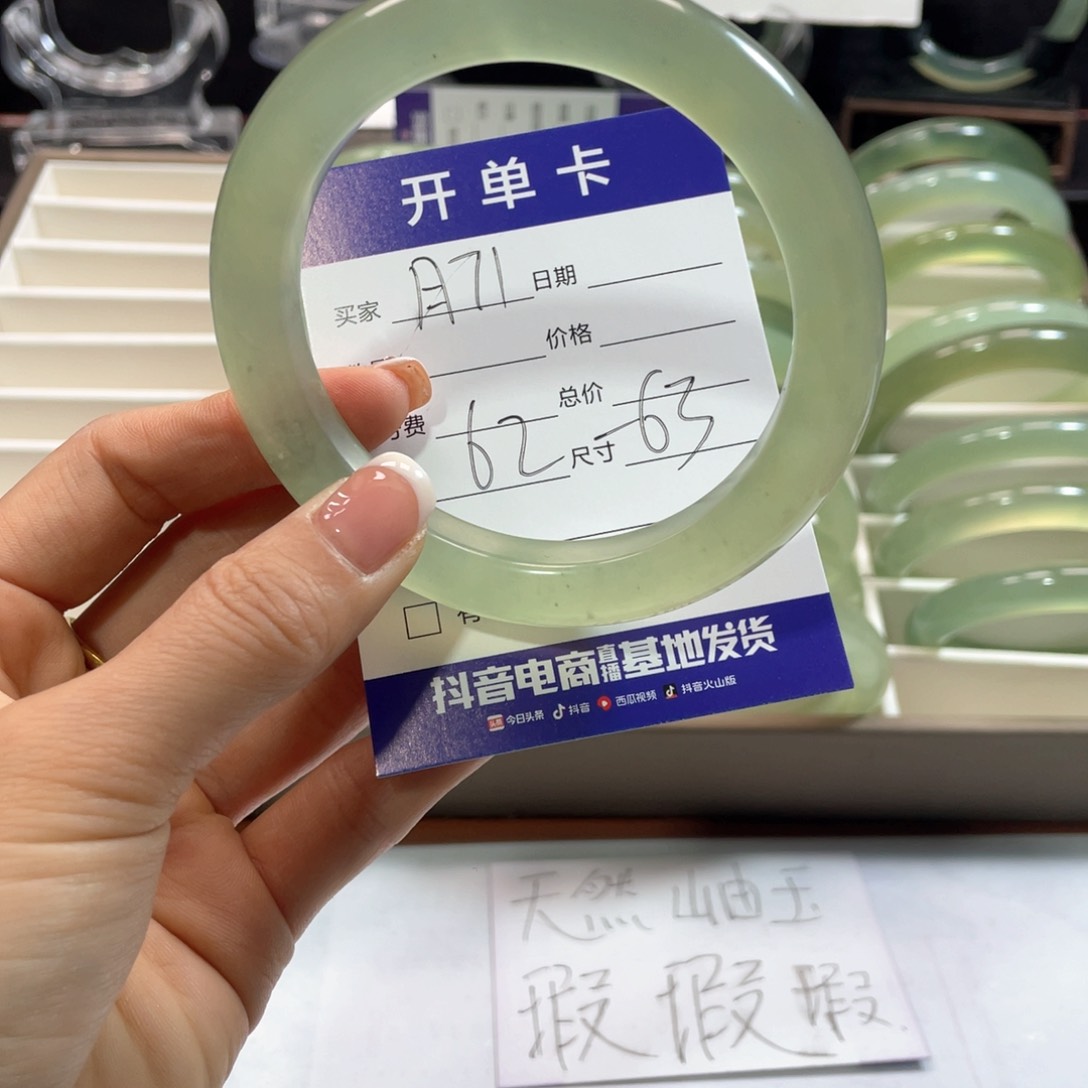 开单卡
买家 月71 日期
价格
费 总价
62 尺寸 -63
抖音电商直播基地发货
今日头条 抖音 西瓜视频 抖音火山版
天然岫玉
瑕瑕瑕